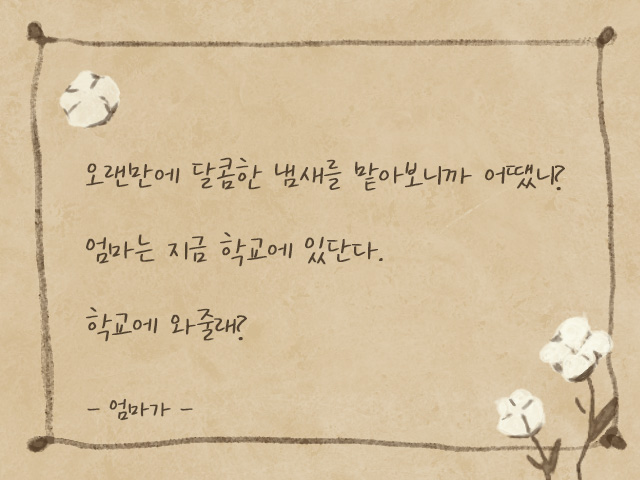 오랜만에 달콤한 냄새를 맡아보니까 어땠니?
엄마는 지금 학교에 있단다.
학교에 와줄래?
- 엄마가 -